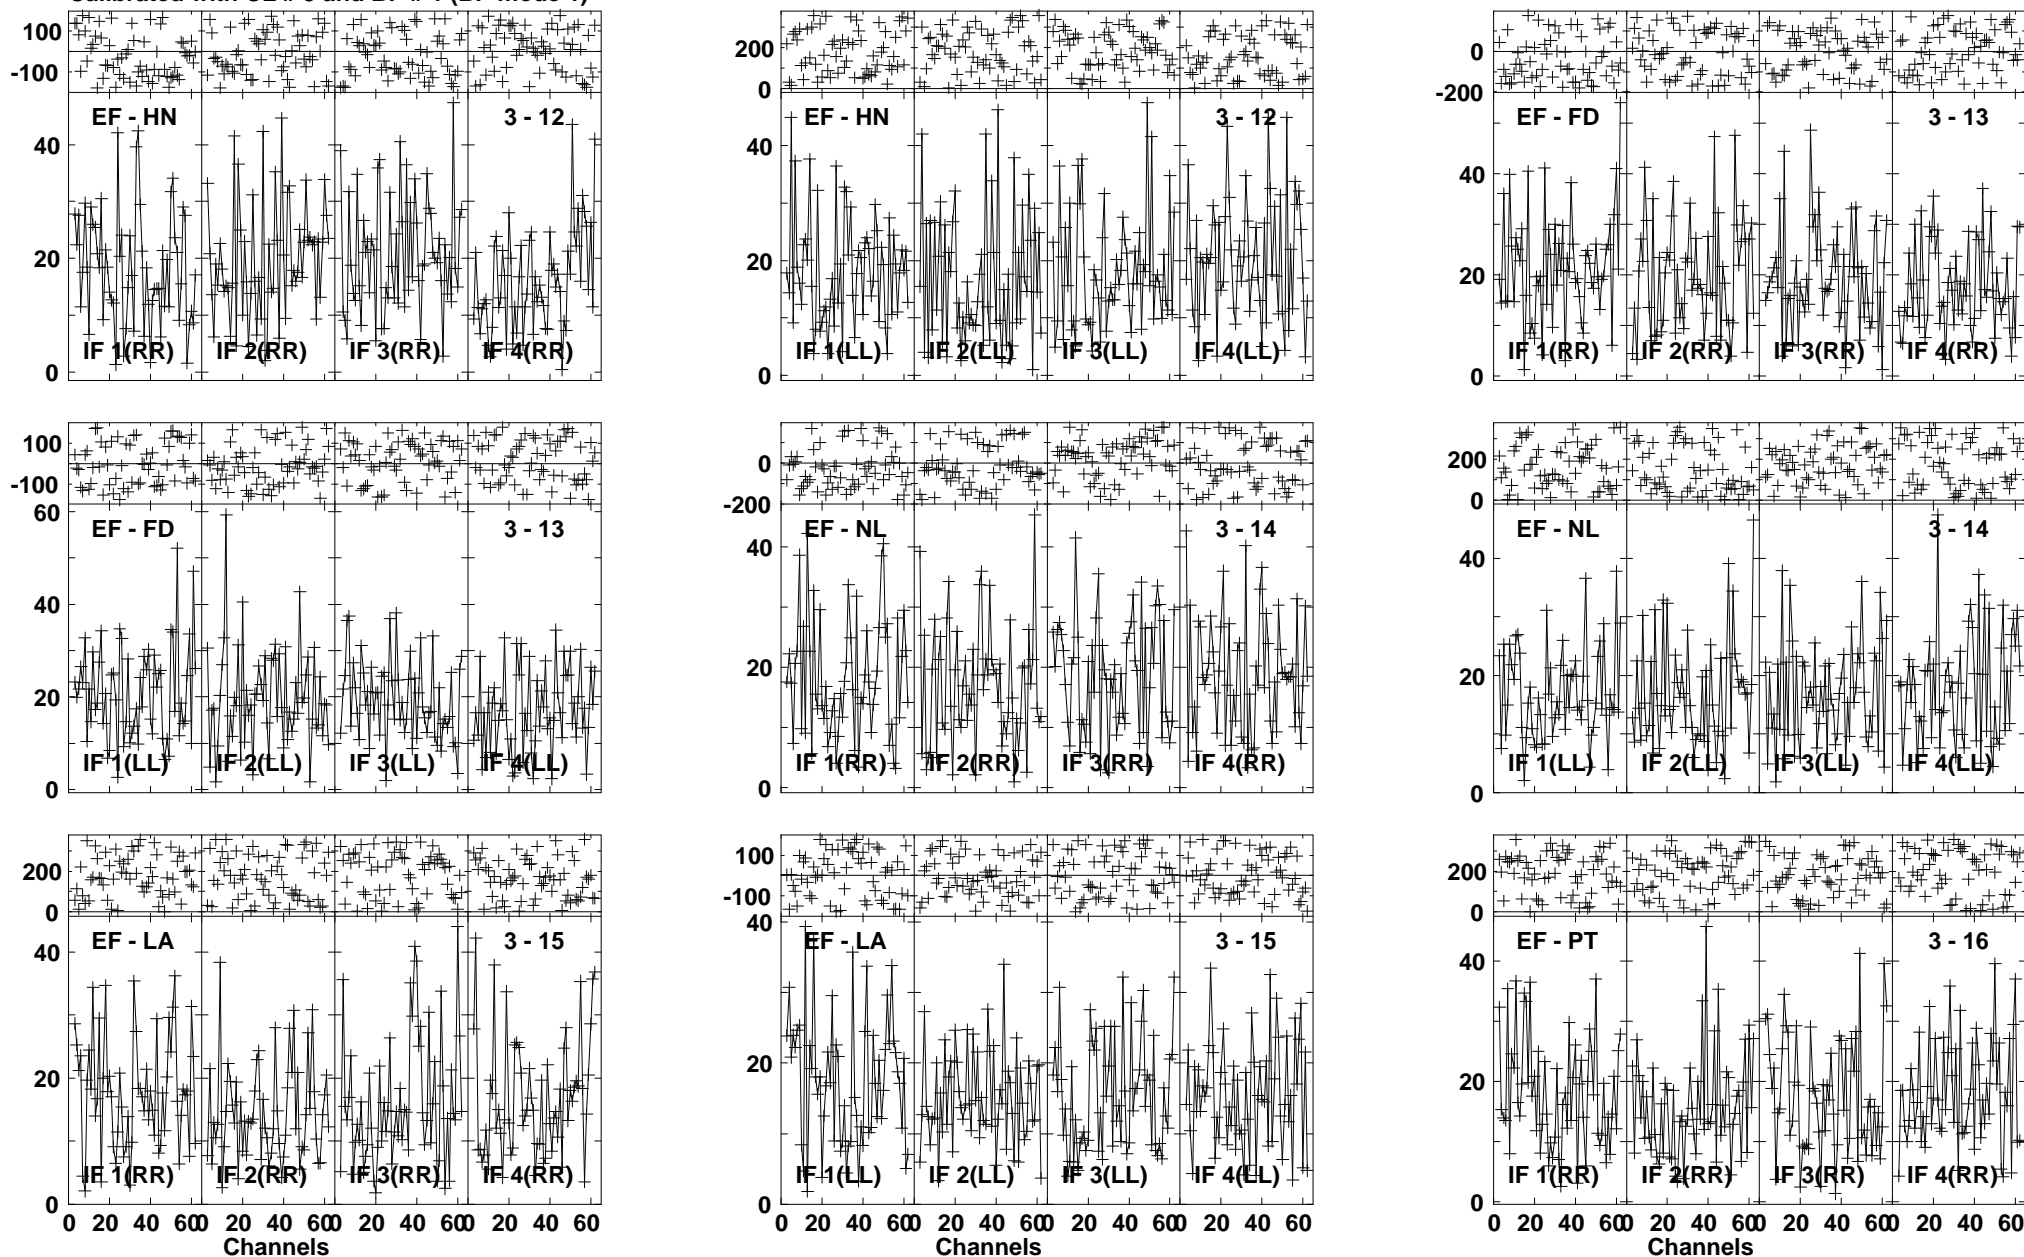 Calibrated with CL # and BP # 1 (BP mode 1)
100
-100
EF - HN 3 - 12
40
20
0
IF 1(RR) IF 2(RR) IF 3(RR) IF 4(RR)
200
0
EF - HN 3 - 12
40
20
0
IF 1(LL) IF 2(LL) IF 3(LL) IF 4(LL)
0
-200
EF - FD 3 - 13
40
20
0
IF 1(RR) IF 2(RR) IF 3(RR) IF 4(RR)
100
-100
60
EF - FD 3 - 13
40
20
0
IF 1(LL) IF 2(LL) IF 3(LL) IF 4(LL)
0
-200
EF - NL 3 - 14
40
20
0
IF 1(RR) IF 2(RR) IF 3(RR) IF 4(RR)
200
0
EF - NL 3 - 14
40
20
0
IF 1(LL) IF 2(LL) IF 3(LL) IF 4(LL)
200
0
EF - LA 3 - 15
40
20
0
IF 1(RR) IF 2(RR) IF 3(RR) IF 4(RR)
0 20 40 60 0 20 40 60 0 20 40 60 0 20 40 60
Channels
100
-100
40
EF - LA 3 - 15
20
0
IF 1(LL) IF 2(LL) IF 3(LL) IF 4(LL)
0 20 40 60 0 20 40 60 0 20 40 60 0 20 40 60
Channels
200
0
EF - PT 3 - 16
40
20
0
IF 1(RR) IF 2(RR) IF 3(RR) IF 4(RR)
0 20 40 60 0 20 40 60 0 20 40 60 0 20 40 60
Channels